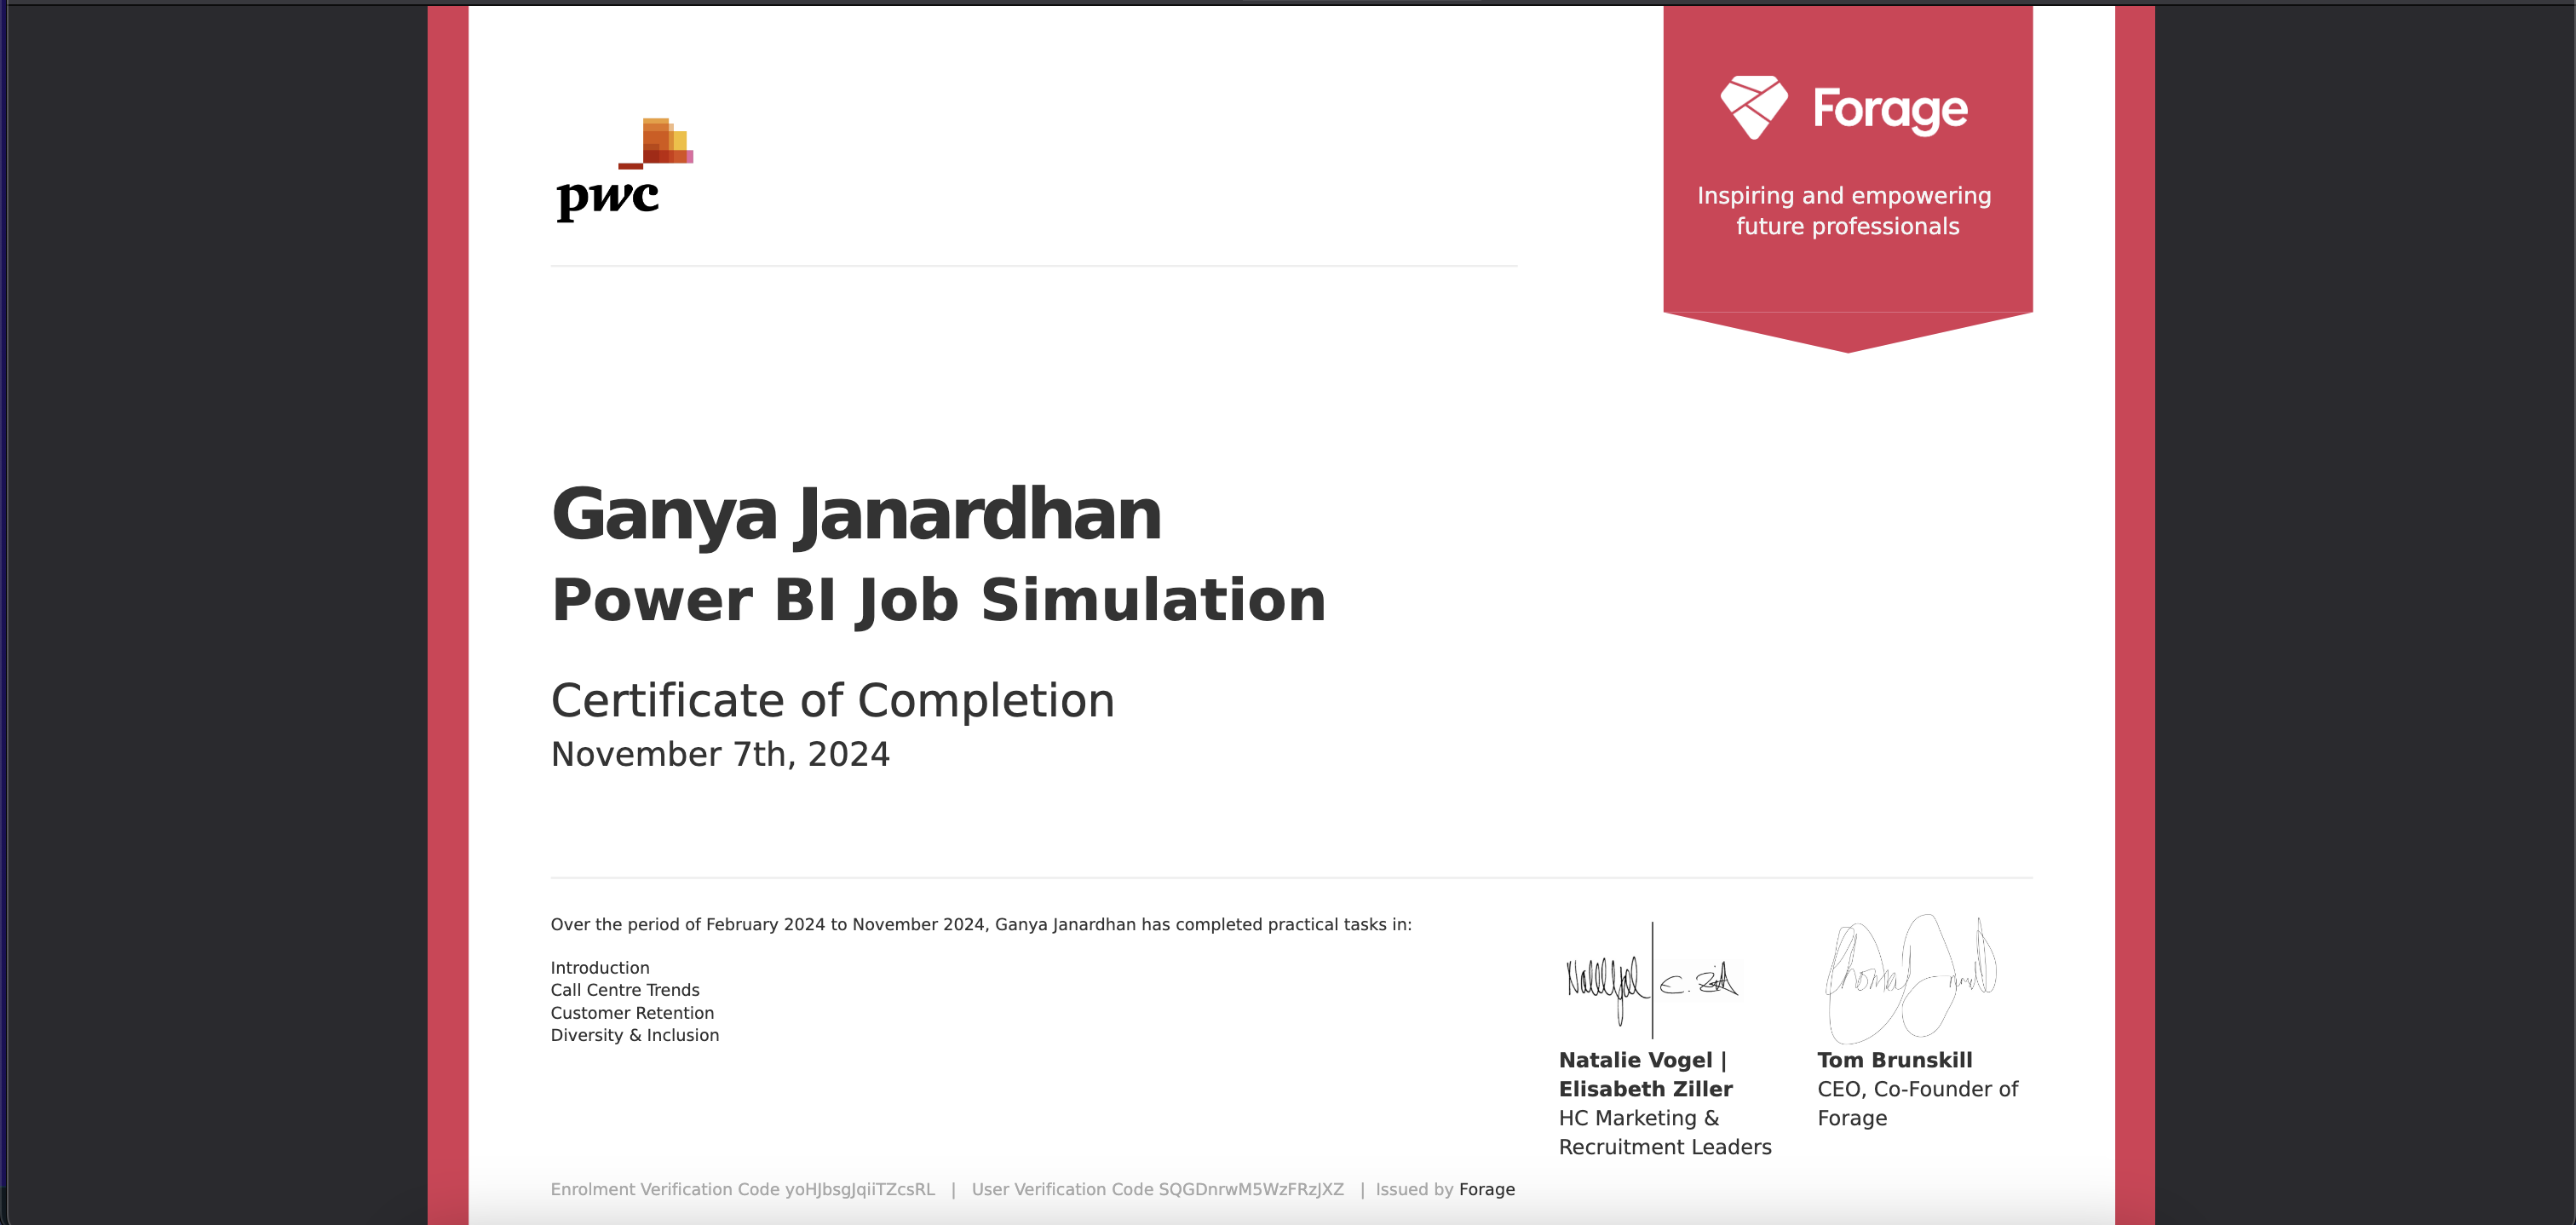 pwc
Forage
Inspiring and empowering
future professionals
Ganya Janardhan
Power BI Job Simulation
Certificate of Completion
November 7th, 2024
Over the period of February 2024 to November 2024, Ganya Janardhan has completed practical tasks in:
Introduction
Call Centre Trends
Customer Retention
Diversity & Inclusion
Natalie Vogel |
Elisabeth Ziller
HC Marketing &
Recruitment Leaders
Tom Brunskill
CEO, Co-Founder of
Forage
Enrolment Verification Code yoHJbsgJqiiTZcsRL | User Verification Code SQGDnrwM5WzFRzJXZ | Issued by Forage